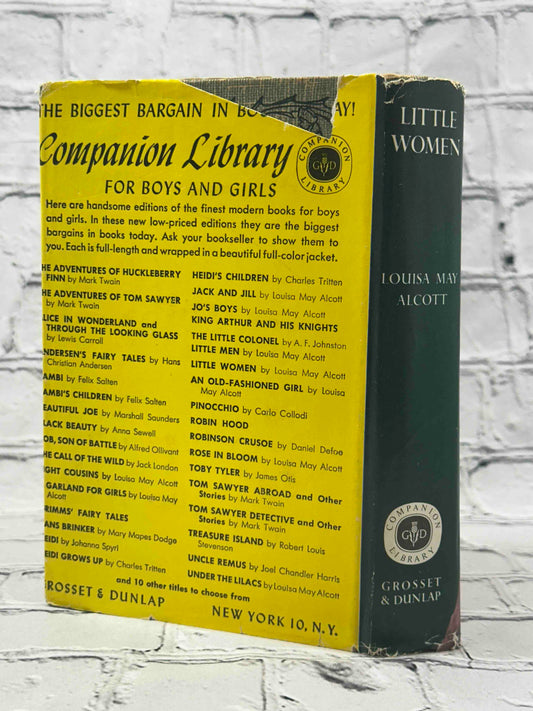 THE BIGGEST BARGAIN IN BO AY!
Companion Library
COMPANION
G D
LIBRARY
FOR BOYS AND GIRLS
Here are handsome editions of the finest modern books for boys
and girls. In these new low-priced editions they are the biggest
bargains in books today. Ask your bookseller to show them to
you. Each is full-length and wrapped in a beautiful full-color jacket.
HE ADVENTURES OF HUCKLEBERRY
FINN by Mark Twain
HE ADVENTURES OF TOM SAWYER
by Mark Twain
LICE IN WONDERLAND and
THROUGH THE LOOKING GLASS
by Lewis Carroll
NDERSEN'S FAIRY TALES by Hans
Christian Andersen
AMBI by Felix Salten
AMBI'S CHILDREN by Felix Salten
EAUTIFUL JOE by Marshall Saunders
LACK BEAUTY by Anna Sewell
OB, SON OF BATTLE by Alfred Ollivant
HE CALL OF THE WILD by Jack London
IGHT COUSINS by Louisa May Alcott
GARLAND FOR GIRLS by Louisa May
Alcott
RIMMS' FAIRY TALES
ANS BRINKER by Mary Mapes Dodge
EIDI by Johanna Spyri
EIDI GROWS UP by Charles Tritten
HEIDI'S CHILDREN by Charles Tritten
JACK AND JILL by Louisa May Alcott
JO'S BOYS by Louisa May Alcott
KING ARTHUR AND HIS KNIGHTS
THE LITTLE COLONEL by A. F. Johnston
LITTLE MEN by Louisa May Alcott
LITTLE WOMEN by Louisa May Alcott
AN OLD-FASHIONED GIRL by Louisa
May Alcott
PINOCCHIO by Carlo Collodi
ROBIN HOOD
ROBINSON CRUSOE by Daniel Defoe
ROSE IN BLOOM by Louisa May Alcott
TOBY TYLER by James Otis
TOM SAWYER ABROAD and Other
Stories by Mark Twain
TOM SAWYER DETECTIVE and Other
Stories by Mark Twain
TREASURE ISLAND by Robert Louis
Stevenson
UNCLE REMUS by Joel Chandler Harris
UNDER THE LILACS by Louisa May Alcott
and 10 other titles to choose from
GROSSET & DUNLAP NEW YORK 10, N.Y.
LITTLE
WOMEN
LOUISA MAY
ALCOTT
COMPANION
G D
LIBRARY
GROSSET
& DUNLAP